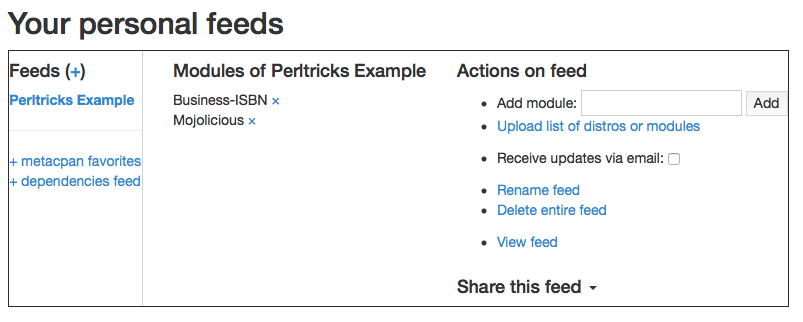 Your personal feeds
Feeds (+)
Perltricks Example
+ metacpan favorites
+ dependencies feed
Modules of Perltricks Example
Business-ISBN ×
Mojolicious ×
Actions on feed
Add module: Add
Upload list of distros or modules
Receive updates via email:
Rename feed
Delete entire feed
View feed
Share this feed